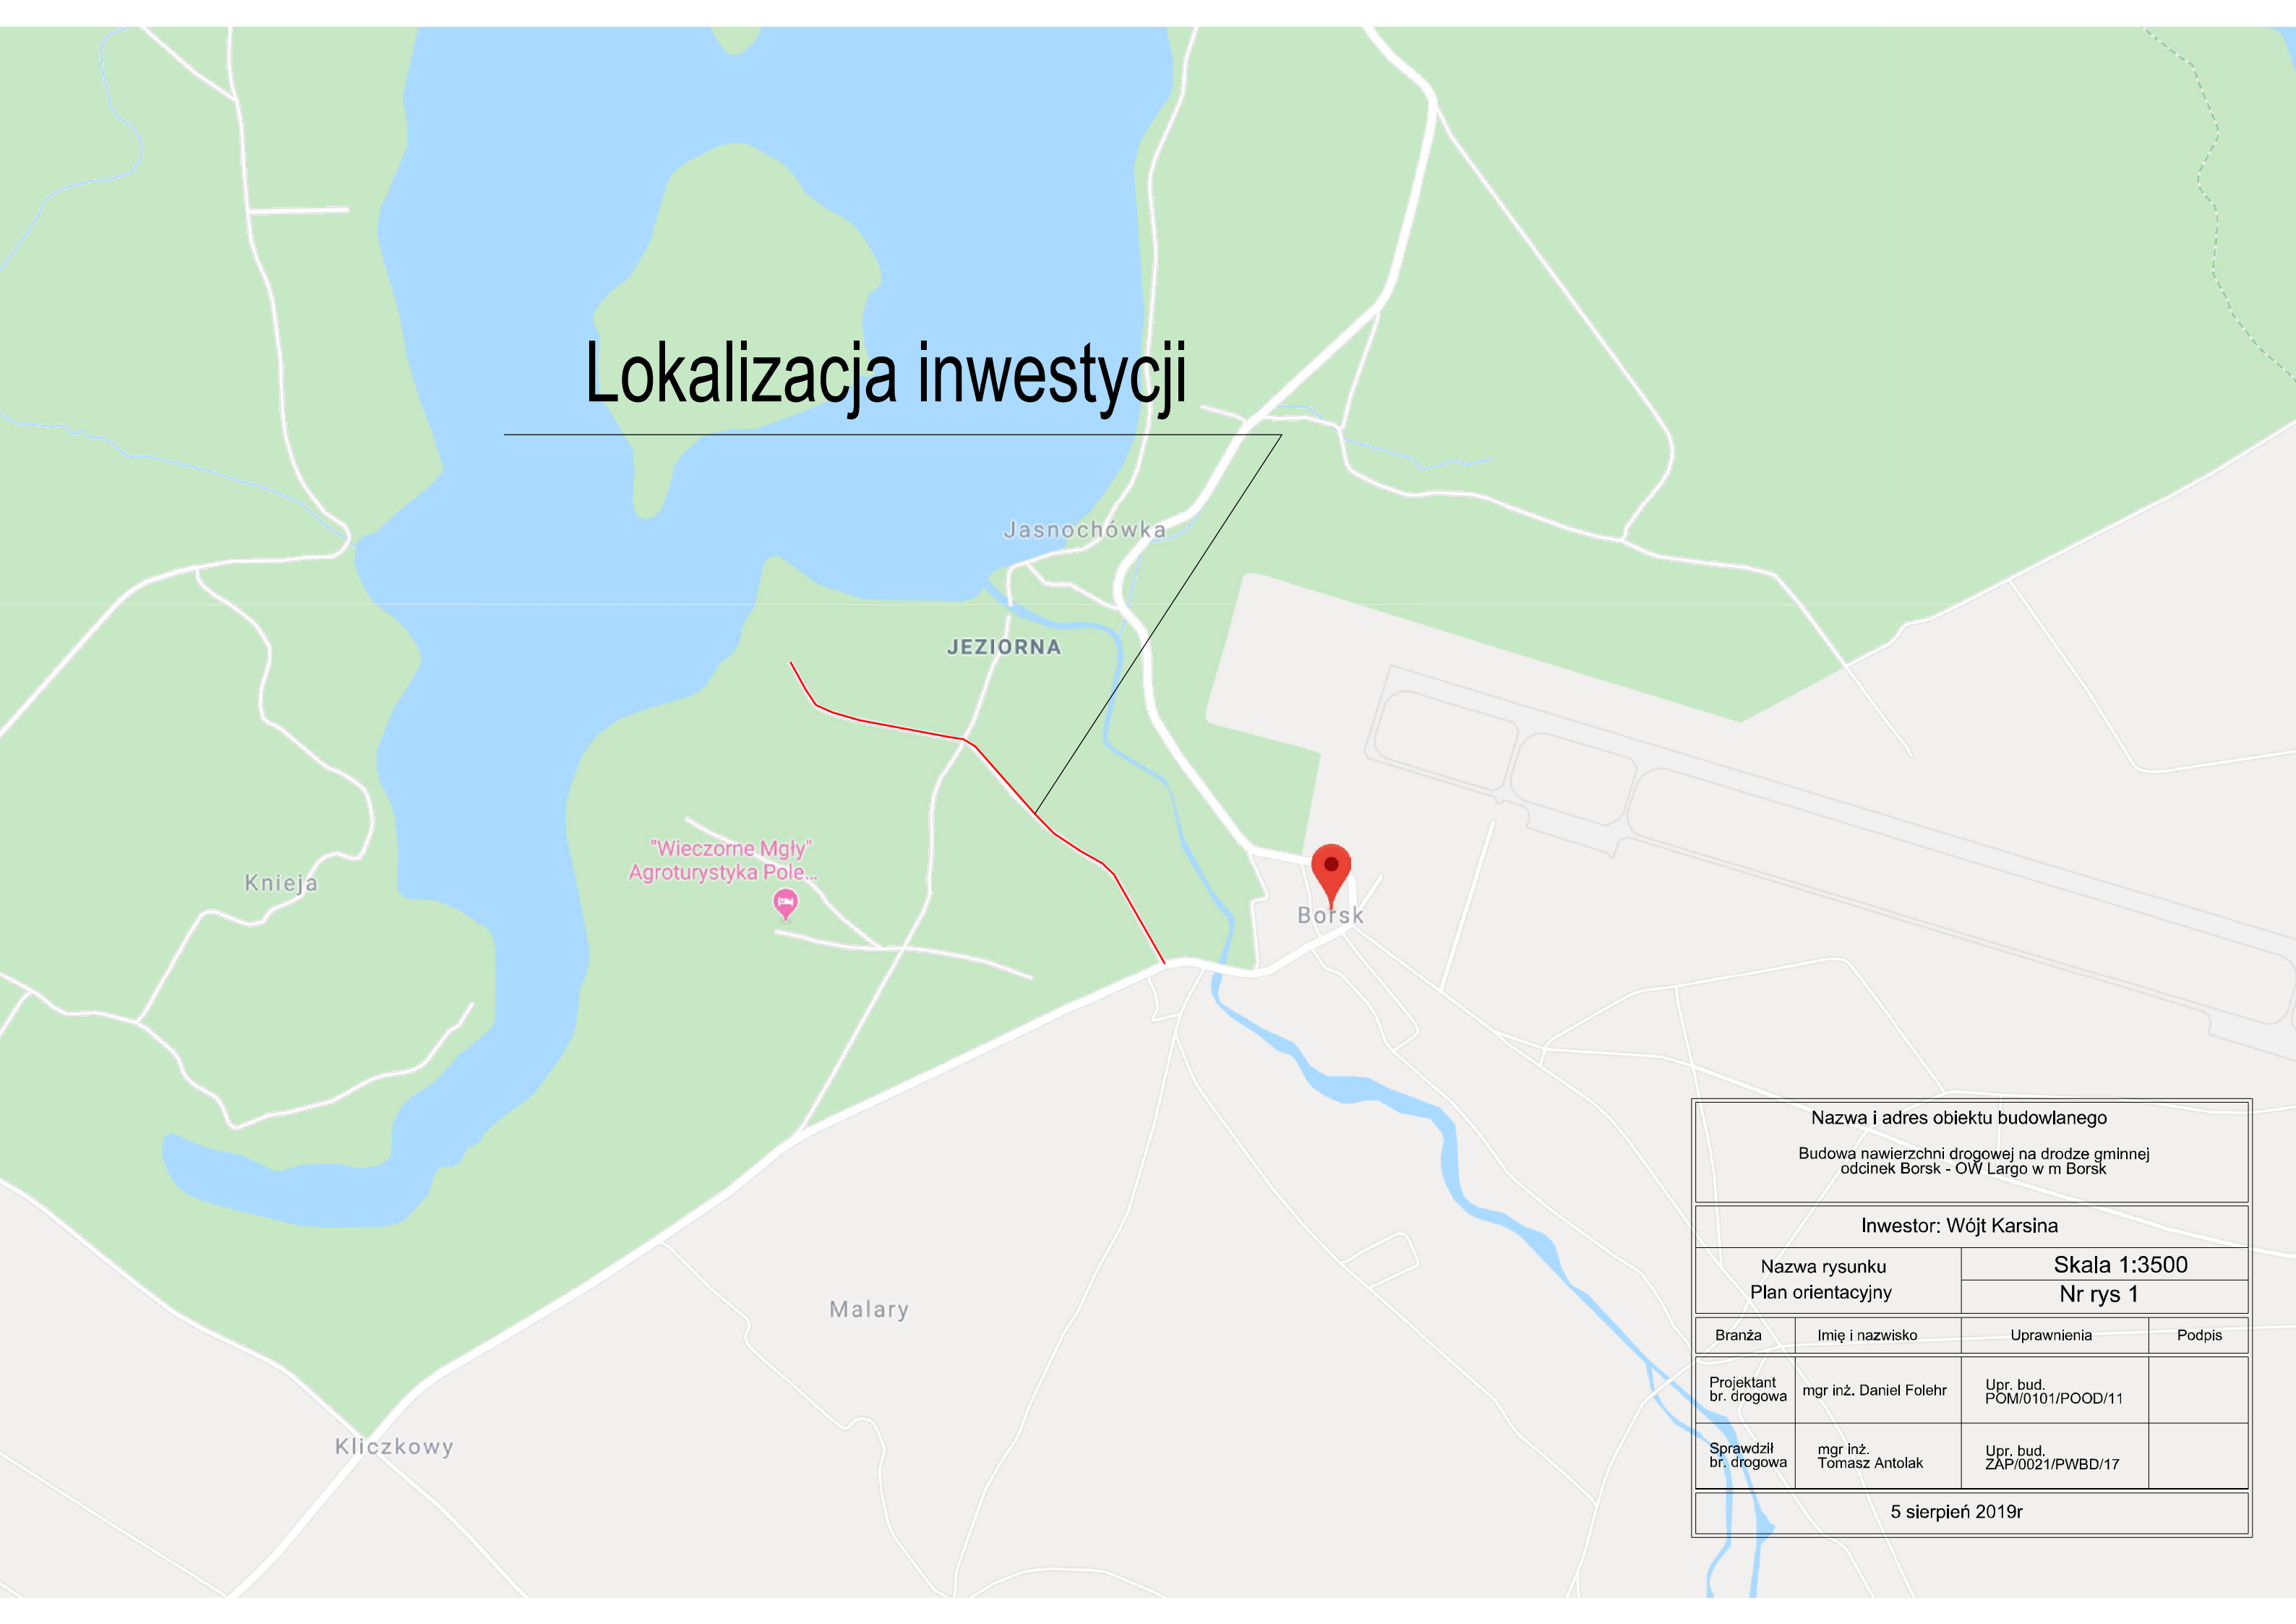 Lokalizacja inwestycji
Jasnochówka
JEZIORNA
"Wieczorne Mgły"
Agroturystyka Pole...
Knieja
Borsk
Malary
Kliczkowy
Nazwa i adres obiektu budowlanego
Budowa nawierzchni drogowej na drodze gminnej
odcinek Borsk - OW Largo w m Borsk
Inwestor: Wójt Karsina
Nazwa rysunku
Plan orientacyjny
Skala 1:3500
Nr rys 1
Branża Imię i nazwisko Uprawnienia Podpis
Projektant
br. drogowa
mgr inż. Daniel Folehr
Upr. bud.
POM/0101/POOD/11
Sprawdził
br. drogowa
mgr inż.
Tomasz Antolak
Upr. bud.
ZAP/0021/PWBD/17
5 sierpień 2019r